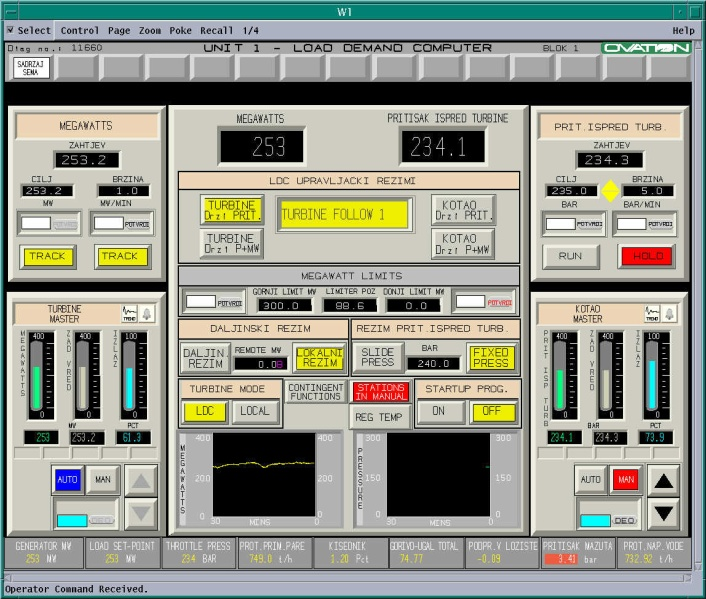 W1
Select Control Page Zoom Poke Recall 1/4 Help
Diag no.: 11660 UNIT 1 - LOAD DEMAND COMPUTER BLOK 1 OVATION
SADRZAJ
SEMA
MEGAWATTS
ZAHTJEV
253.2
CILJ BRZINA
253.2 1.0
MW MW/MIN
POTVRDI POTVRDI
TRACK TRACK
MEGAWATTS PRITISAK ISPRED TURBINE
253 234.1
LDC UPRAVLJACKI REZIMI
TURBINE
Drzi PRIT.
TURBINE FOLLOW 1
KOTAO
Drzi PRIT.
TURBINE
Drzi P+MW
KOTAO
Drzi P+MW
MEGAWATT LIMITS
GORNJI LIMIT MW LIMITER POZ DONJI LIMIT MW
POTVRDI 300.0 88.6 0.0 POTVRDI
DALJINSKI REZIM
DALJIN.
REZIM
REMOTE MW
LOKALNI
REZIM
REZIM PRIT.ISPRED TURB.
SLIDE
PRESS
BAR
240.0
FIXED
PRESS
TURBINE MODE
LDC LOCAL
CONTINGENT
FUNCTIONS
STATIONS
IN MANUAL
REG TEMP
STARTUP PROG.
ON OFF
MEGAWATTS
400 400
200 200
0 0
30 MINS 0
PRESSURE
300 300
150 150
0 0
30 MINS 0
PRIT.ISPRED TURB.
ZAHTJEV
234.3
CILJ BRZINA
235.0 5.0
BAR BAR/MIN
POTVRDI POTVRDI
RUN HOLD
TURBINE
MASTER
TREND
MEGAWATTS
ZAD VRED
IZLAZ
400 400 100
0 0 0
MW PCT
253 253.2 61.3
AUTO MAN
KOTAO
MASTER
TREND
PRIT ISP TURB
ZAD VRED
IZLAZ
400 400 100
0 0 0
BAR PCT
234.1 234.3 73.9
AUTO MAN
GENERATOR MW
253 MW
LOAD SET-POINT
253 MW
THROTTLE PRESS
234 BAR
PROT.PRIM.PARE
749.0 t/h
KISEONIK
1.20 Pct
GORIVO-UGAL TOTAL
74.77
PODPR.V LOZISTE
-0.09
PRITISAK MAZUTA
3.41 bar
PROT.NAP.VODE
732.92 t/h
Operator Command Received.